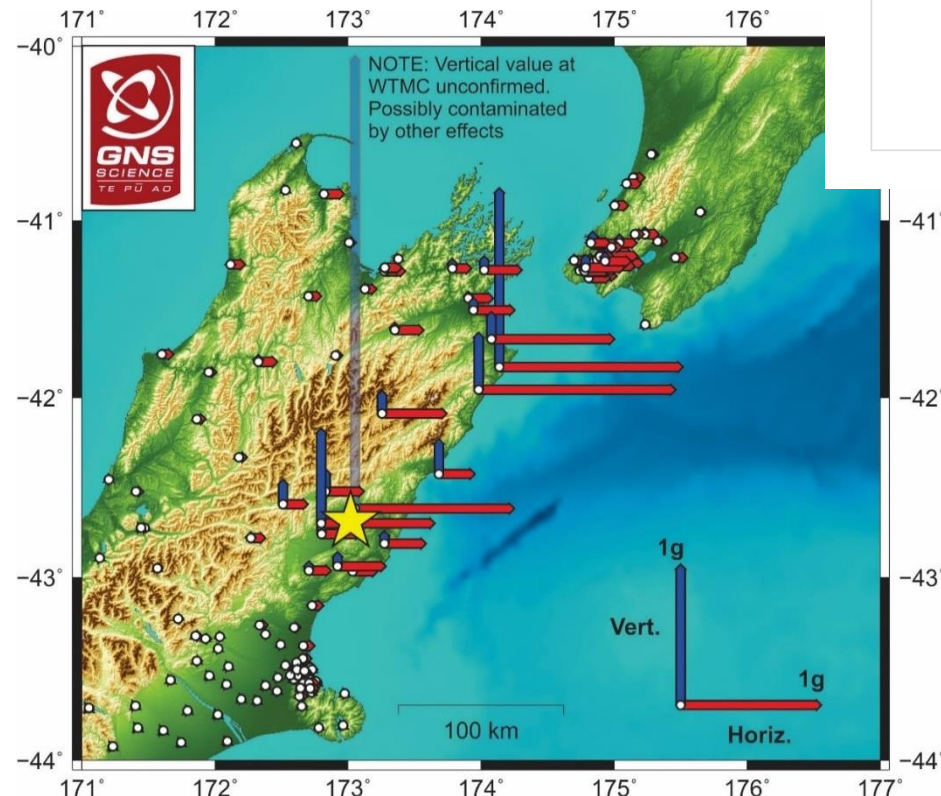 171° 172° 173° 174° 175° 176°
−40°
GNS
SCIENCE
TE PŪ AO
NOTE: Vertical value at
WTMC unconfirmed.
Possibly contaminated
by other effects
−41° −41°
−42° −42°
−43° −43°
1g
Vert.
1g
Horiz.
100 km
−44° −44°
171° 172° 173° 174° 175° 176° 177°